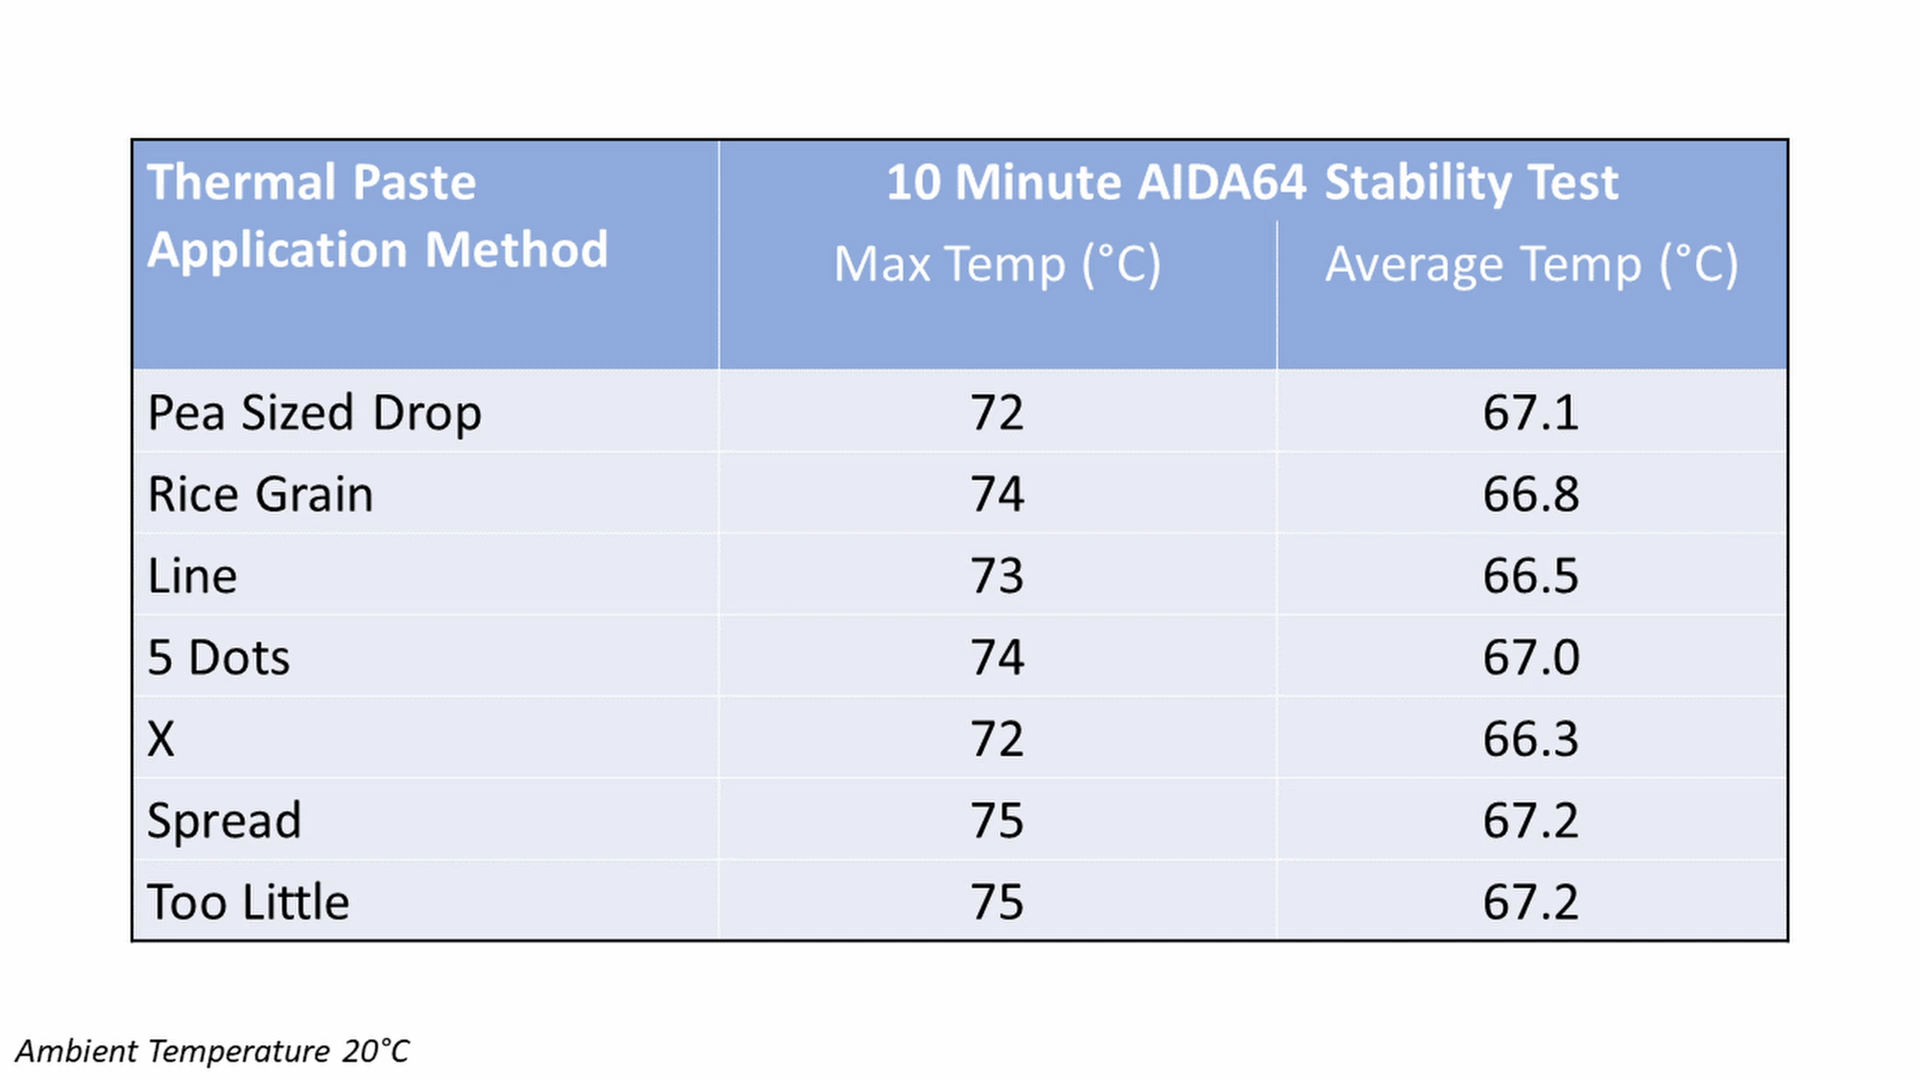 Thermal Paste
Application Method
10 Minute AIDA64 Stability Test
Max Temp (°C) Average Temp (°C)
Pea Sized Drop 72 67.1
Rice Grain 74 66.8
Line 73 66.5
5 Dots 74 67.0
X 72 66.3
Spread 75 67.2
Too Little 75 67.2
Ambient Temperature 20°C